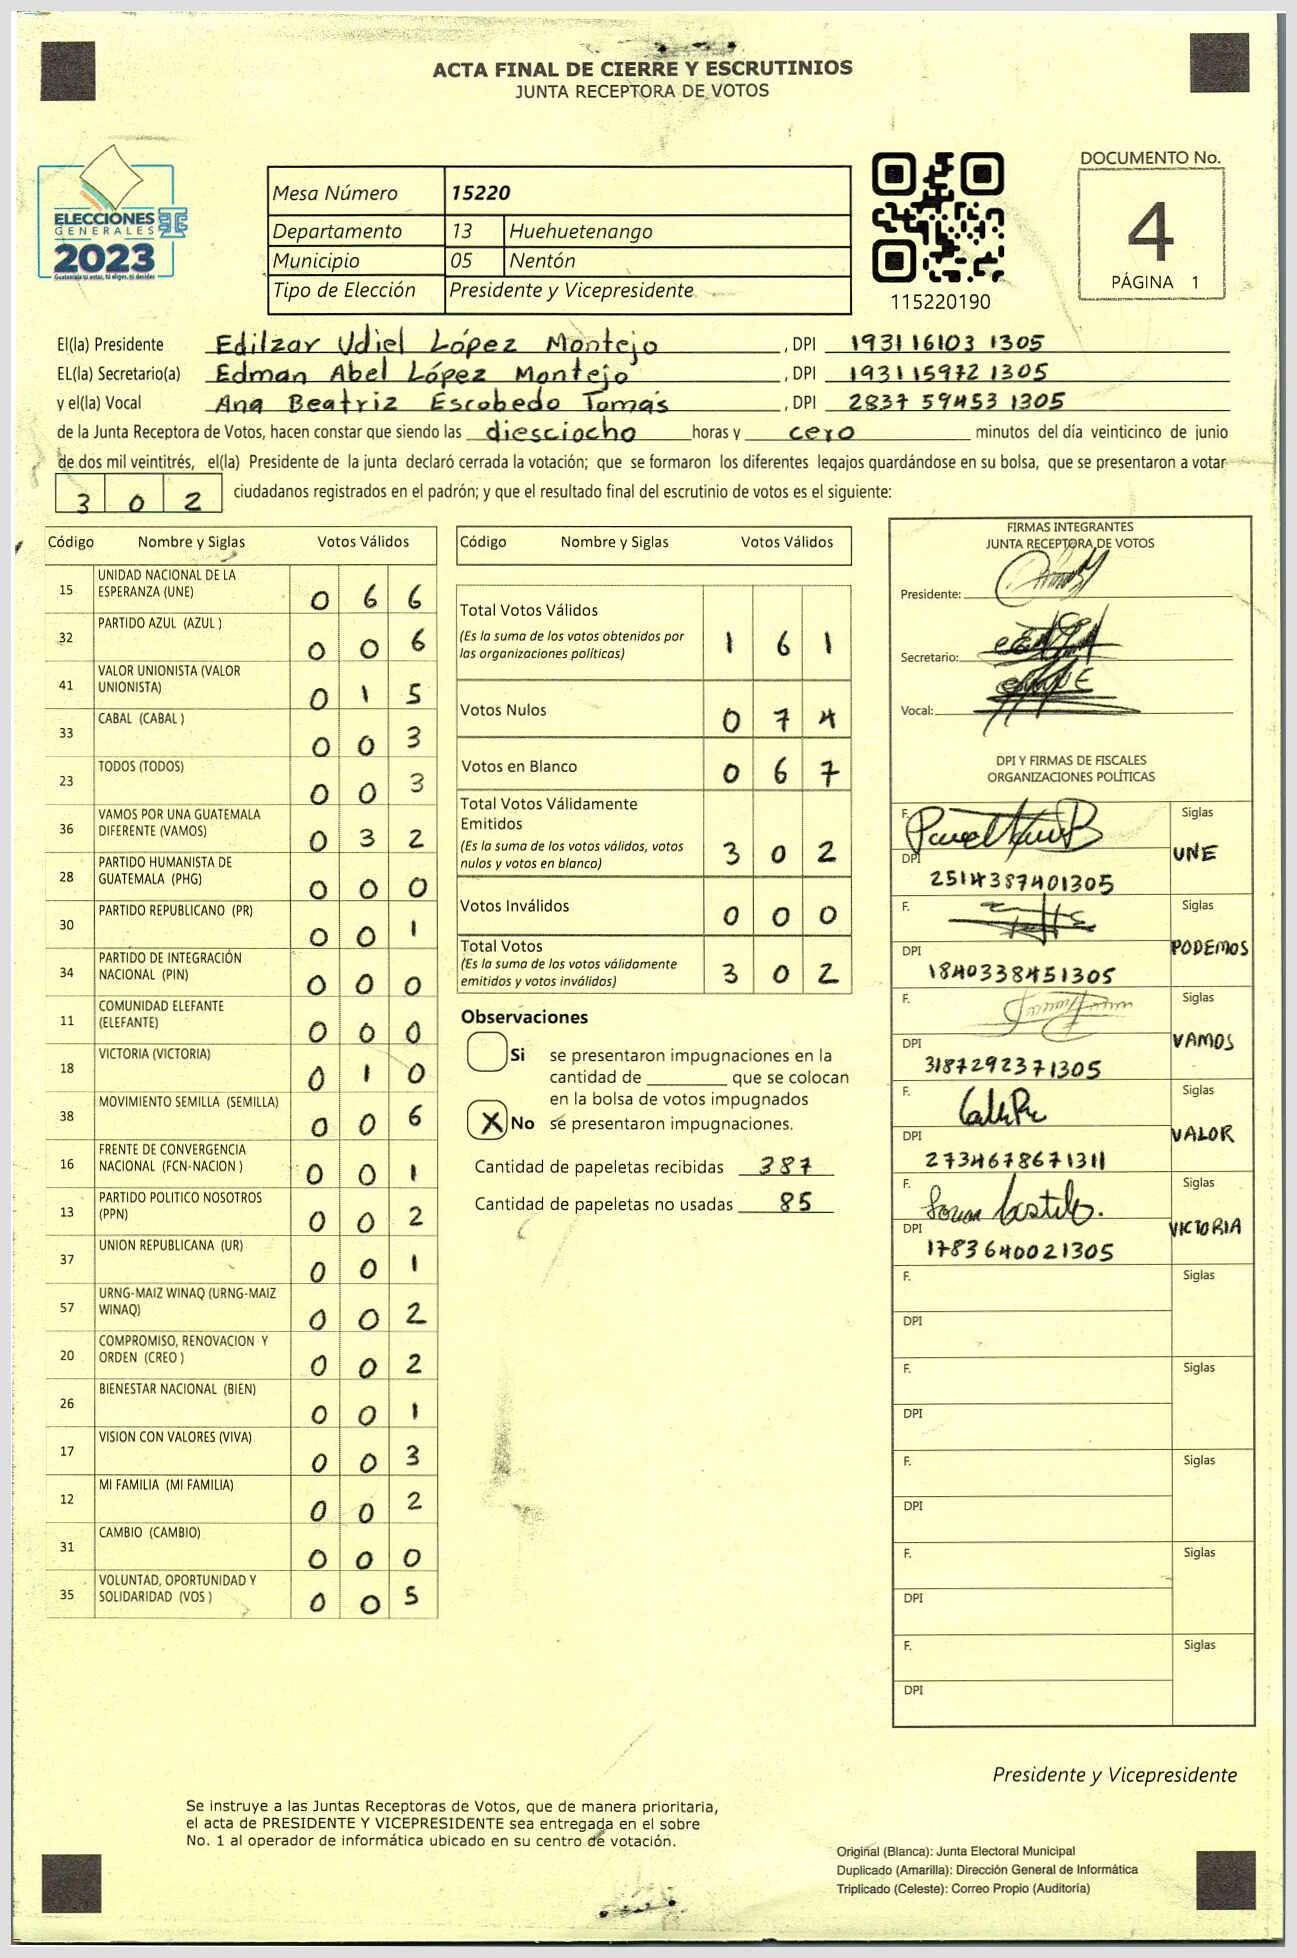 ACTA FINAL DE CIERRE Y ESCRUTINIOS
JUNTA RECEPTORA DE VOTOS
ELECCIONES
GENERALES
2023
Mesa Número 15220
Departamento 13 Huehuetenango
Municipio 05 Nentón
Tipo de Elección Presidente y Vicepresidente
115220190
DOCUMENTO No.
4
PÁGINA 1
El(la) Presidente Edilzar Udiel López Montejo , DPI 193116103 1305
EL(la) Secretario(a) Edman Abel López Montejo , DPI 193115972 1305
y el(la) Vocal Ana Beatriz Escobedo Tomás , DPI 2837 59453 1305
de la Junta Receptora de Votos, hacen constar que siendo las diesciocho horas y cero minutos del día veinticinco de junio
de dos mil veintitrés, el(la) Presidente de la junta declaró cerrada la votación; que se formaron los diferentes legajos guardándose en su bolsa, que se presentaron a votar
3 0 2 ciudadanos registrados en el padrón; y que el resultado final del escrutinio de votos es el siguiente:
Código Nombre y Siglas Votos Válidos
15 UNIDAD NACIONAL DE LA ESPERANZA (UNE) 0 6 6
32 PARTIDO AZUL (AZUL ) 0 0 6
41 VALOR UNIONISTA (VALOR UNIONISTA) 0 1 5
33 CABAL (CABAL ) 0 0 3
23 TODOS (TODOS) 0 0 3
36 VAMOS POR UNA GUATEMALA DIFERENTE (VAMOS) 0 3 2
28 PARTIDO HUMANISTA DE GUATEMALA (PHG) 0 0 0
30 PARTIDO REPUBLICANO (PR) 0 0 1
34 PARTIDO DE INTEGRACIÓN NACIONAL (PIN) 0 0 0
11 COMUNIDAD ELEFANTE (ELEFANTE) 0 0 0
18 VICTORIA (VICTORIA) 0 1 0
38 MOVIMIENTO SEMILLA (SEMILLA) 0 0 6
16 FRENTE DE CONVERGENCIA NACIONAL (FCN-NACION ) 0 0 1
13 PARTIDO POLITICO NOSOTROS (PPN) 0 0 2
37 UNION REPUBLICANA (UR) 0 0 1
57 URNG-MAIZ WINAQ (URNG-MAIZ WINAQ) 0 0 2
20 COMPROMISO, RENOVACION Y ORDEN (CREO ) 0 0 2
26 BIENESTAR NACIONAL (BIEN) 0 0 1
17 VISION CON VALORES (VIVA) 0 0 3
12 MI FAMILIA (MI FAMILIA) 0 0 2
31 CAMBIO (CAMBIO) 0 0 0
35 VOLUNTAD, OPORTUNIDAD Y SOLIDARIDAD (VOS ) 0 0 5
Código Nombre y Siglas Votos Válidos
Total Votos Válidos 1 6 1
(Es la suma de los votos obtenidos por
las organizaciones políticas)
Votos Nulos 0 7 4
Votos en Blanco 0 6 7
Total Votos Válidamente
Emitidos
(Es la suma de los votos válidos, votos
nulos y votos en blanco) 3 0 2
Votos Inválidos 0 0 0
Total Votos
(Es la suma de los votos válidamente
emitidos y votos inválidos) 3 0 2
Observaciones
Si se presentaron impugnaciones en la
cantidad de ________ que se colocan
en la bolsa de votos impugnados
X No se presentaron impugnaciones.
Cantidad de papeletas recibidas 387
Cantidad de papeletas no usadas 85
FIRMAS INTEGRANTES
JUNTA RECEPTORA DE VOTOS
Presidente:
Secretario:
Vocal:
DPI Y FIRMAS DE FISCALES
ORGANIZACIONES POLÍTICAS
F. Siglas
DPI 2514387401305 UNE
F. Siglas
DPI 1840338451305 PODEMOS
F. Siglas
DPI 3187292371305 VAMOS
F. Siglas
DPI 2734678671311 VALOR
F. Siglas
DPI 1783640021305 VICTORIA
F. Siglas
DPI
F. Siglas
DPI
F. Siglas
DPI
F. Siglas
DPI
F. Siglas
DPI
Presidente y Vicepresidente
Se instruye a las Juntas Receptoras de Votos, que de manera prioritaria,
el acta de PRESIDENTE Y VICEPRESIDENTE sea entregada en el sobre
No. 1 al operador de informática ubicado en su centro de votación.
Original (Blanca): Junta Electoral Municipal
Duplicado (Amarilla): Dirección General de Informática
Triplicado (Celeste): Correo Propio (Auditoría)